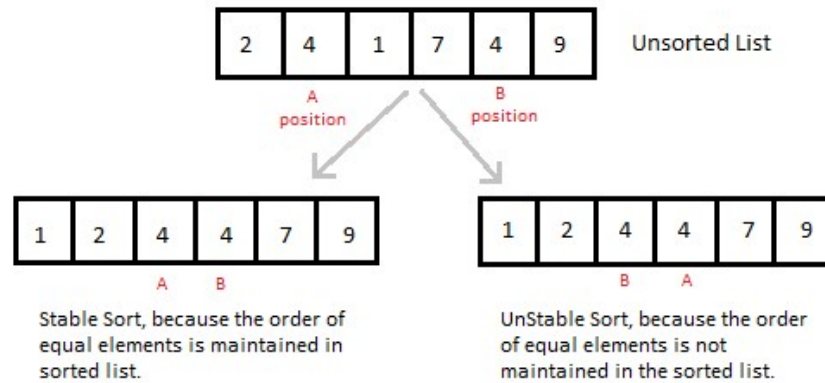 2 4 1 7 4 9 Unsorted List
A B
position position
1 2 4 4 7 9
A B
Stable Sort, because the order of
equal elements is maintained in
sorted list.
1 2 4 4 7 9
B A
UnStable Sort, because the order
of equal elements is not
maintained in the sorted list.